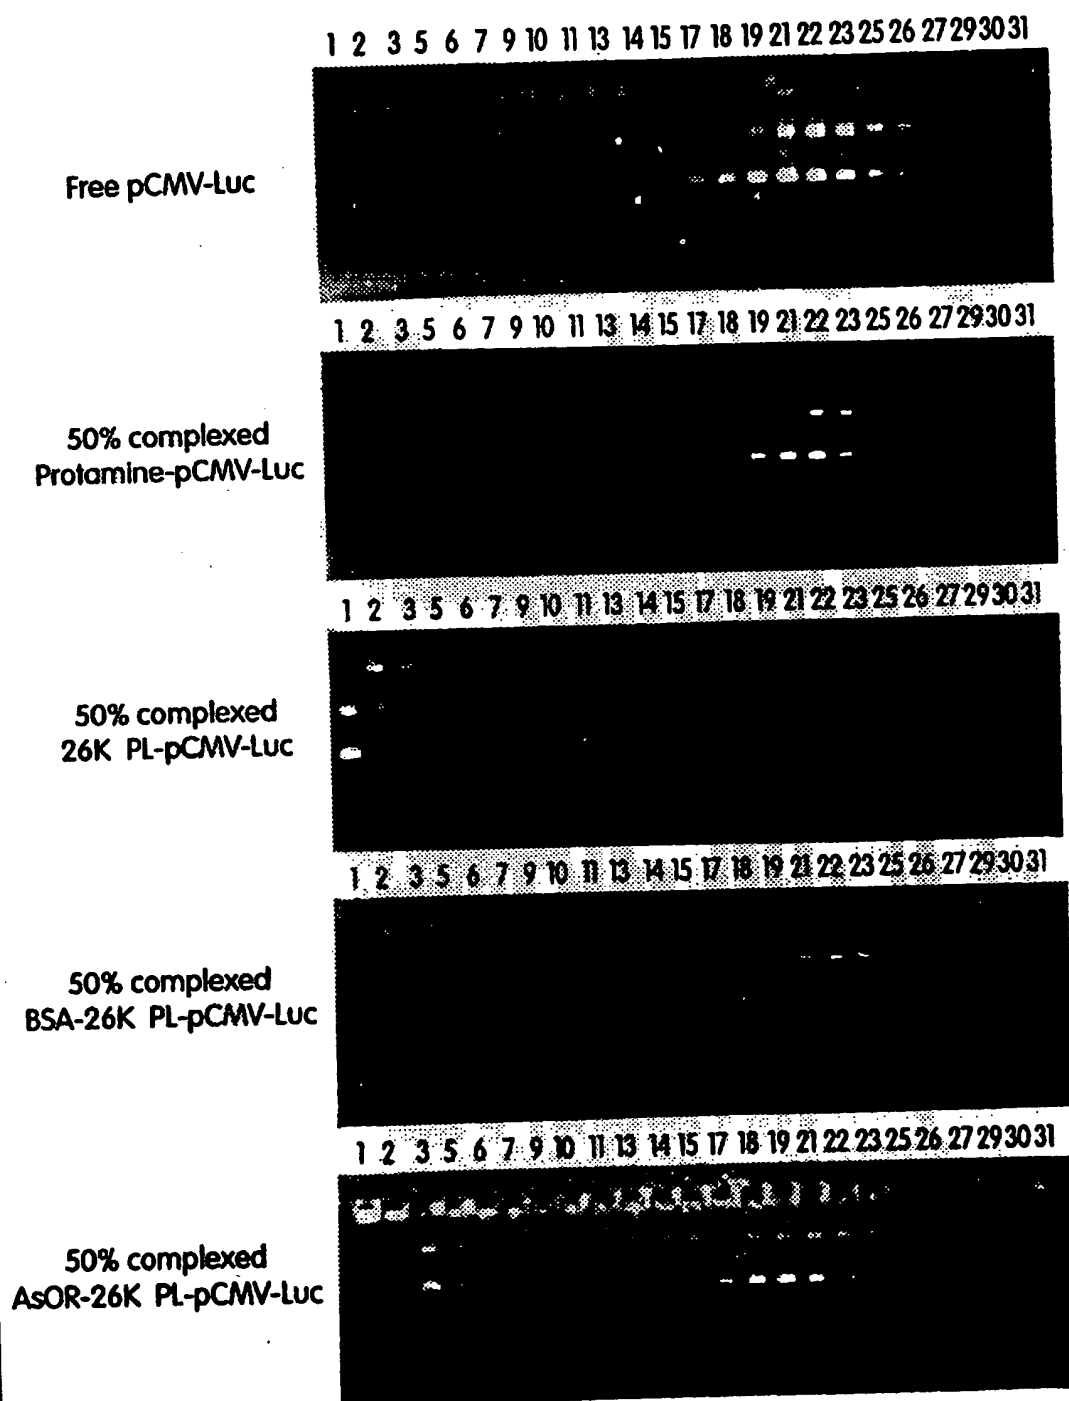 1 2 3 5 6 7 9 10 11 13 14 15 17 18 19 21 22 23 25 26 27 29 30 31
Free pCMV-Luc
1 2 3 5 6 7 9 10 11 13 14 15 17 18 19 21 22 23 25 26 27 29 30 31
50% complexed
Protamine-pCMV-Luc
1 2 3 5 6 7 9 10 11 13 14 15 17 18 19 21 22 23 25 26 27 29 30 31
50% complexed
26K PL-pCMV-Luc
1 2 3 5 6 7 9 10 11 13 14 15 17 18 19 21 22 23 25 26 27 29 30 31
50% complexed
BSA-26K PL-pCMV-Luc
1 2 3 5 6 7 9 10 11 13 14 15 17 18 19 21 22 23 25 26 27 29 30 31
50% complexed
AsOR-26K PL-pCMV-Luc